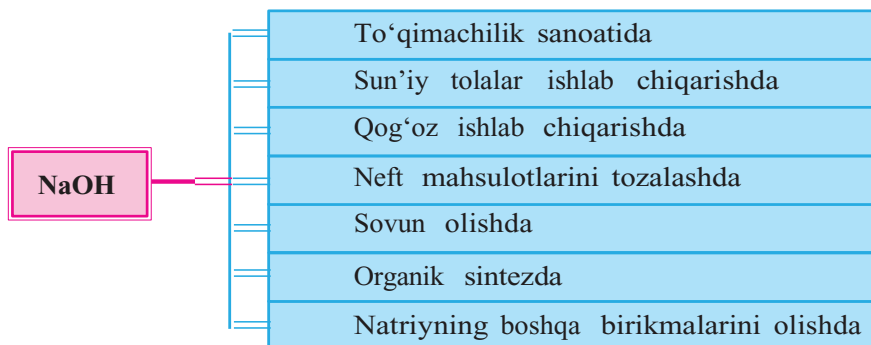 To‘qimachilik sanoatida
Sun’iy tolalar ishlab chiqarishda
Qog‘oz ishlab chiqarishda
NaOH
Neft mahsulotlarini tozalashda
Sovun olishda
Organik sintezda
Natriyning boshqa birikmalarini olishda